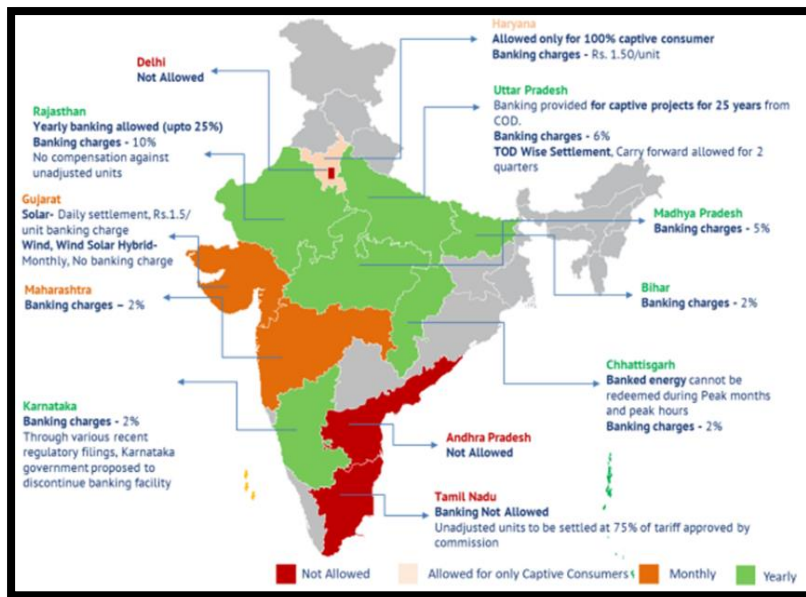 Haryana
Allowed only for 100% captive consumer
Banking charges - Rs. 1.50/unit
Delhi
Not Allowed
Uttar Pradesh
Banking provided for captive projects for 25 years from
COD.
Banking charges - 6%
TOD Wise Settlement, Carry forward allowed for 2
quarters
Rajasthan
Yearly banking allowed (upto 25%)
Banking charges - 10%
No compensation against
unadjusted units
Gujarat
Solar- Daily settlement, Rs.1.5/
unit banking charge
Wind, Wind Solar Hybrid-
Monthly, No banking charge
Madhya Pradesh
Banking charges - 5%
Maharashtra
Banking charges – 2%
Bihar
Banking charges - 2%
Chhattisgarh
Banked energy cannot be
redeemed during Peak months
and peak hours
Banking charges - 2%
Karnataka
Banking charges - 2%
Through various recent
regulatory filings, Karnataka
government proposed to
discontinue banking facility
Andhra Pradesh
Not Allowed
Tamil Nadu
Banking Not Allowed
Unadjusted units to be settled at 75% of tariff approved by
commission
Not Allowed
Allowed for only Captive Consumers
Monthly
Yearly